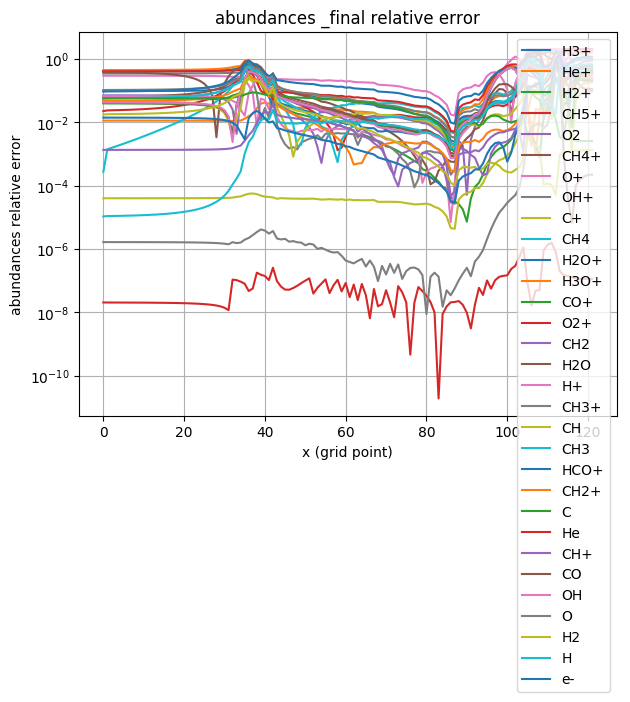 abundances _final relative error
abundances relative error
10⁰
10⁻²
10⁻⁴
10⁻⁶
10⁻⁸
10⁻¹⁰
0
20
40
60
80
100
120
x (grid point)
H3+
He+
H2+
CH5+
O2
CH4+
O+
OH+
C+
CH4
H2O+
H3O+
CO+
O2+
CH2
H2O
H+
CH3+
CH
CH3
HCO+
CH2+
C
He
CH+
CO
OH
O
H2
H
e-